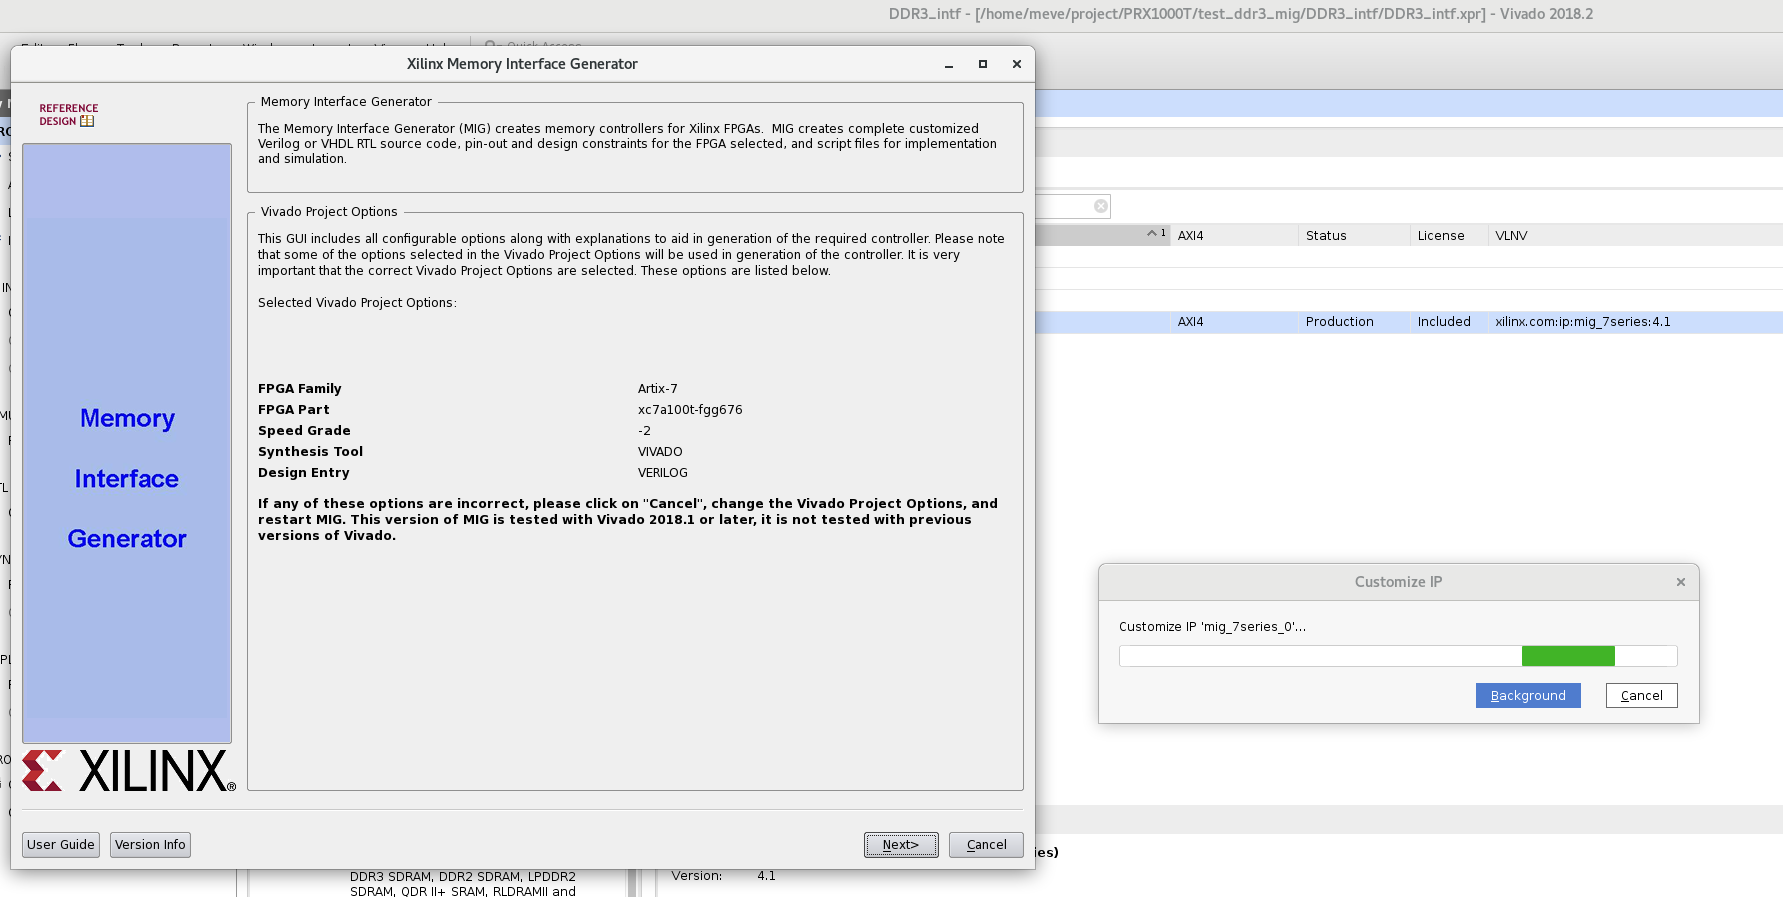 DDR3_intf - [/home/meve/project/PRX1000T/test_ddr3_mig/DDR3_intf/DDR3_intf.xpr] - Vivado 2018.2
Quick Access
Xilinx Memory Interface Generator
REFERENCE
DESIGN
Memory Interface Generator
The Memory Interface Generator (MIG) creates memory controllers for Xilinx FPGAs.  MIG creates complete customized
Verilog or VHDL RTL source code, pin-out and design constraints for the FPGA selected, and script files for implementation
and simulation.
Vivado Project Options
This GUI includes all configurable options along with explanations to aid in generation of the required controller. Please note
that some of the options selected in the Vivado Project Options will be used in generation of the controller. It is very
important that the correct Vivado Project Options are selected. These options are listed below.
Selected Vivado Project Options:
FPGA Family Artix-7
FPGA Part xc7a100t-fgg676
Speed Grade -2
Synthesis Tool VIVADO
Design Entry VERILOG
If any of these options are incorrect, please click on "Cancel", change the Vivado Project Options, and
restart MIG. This version of MIG is tested with Vivado 2018.1 or later, it is not tested with previous
versions of Vivado.
Memory
Interface
Generator
XILINX®
User Guide Version Info Next> Cancel
1 AXI4 Status License VLNV
AXI4 Production Included xilinx.com:ip:mig_7series:4.1
Customize IP
Customize IP 'mig_7series_0'...
Background Cancel
ies)
Version: 4.1
DDR3 SDRAM, DDR2 SDRAM, LPDDR2
SDRAM, QDR II+ SRAM, RLDRAMII and